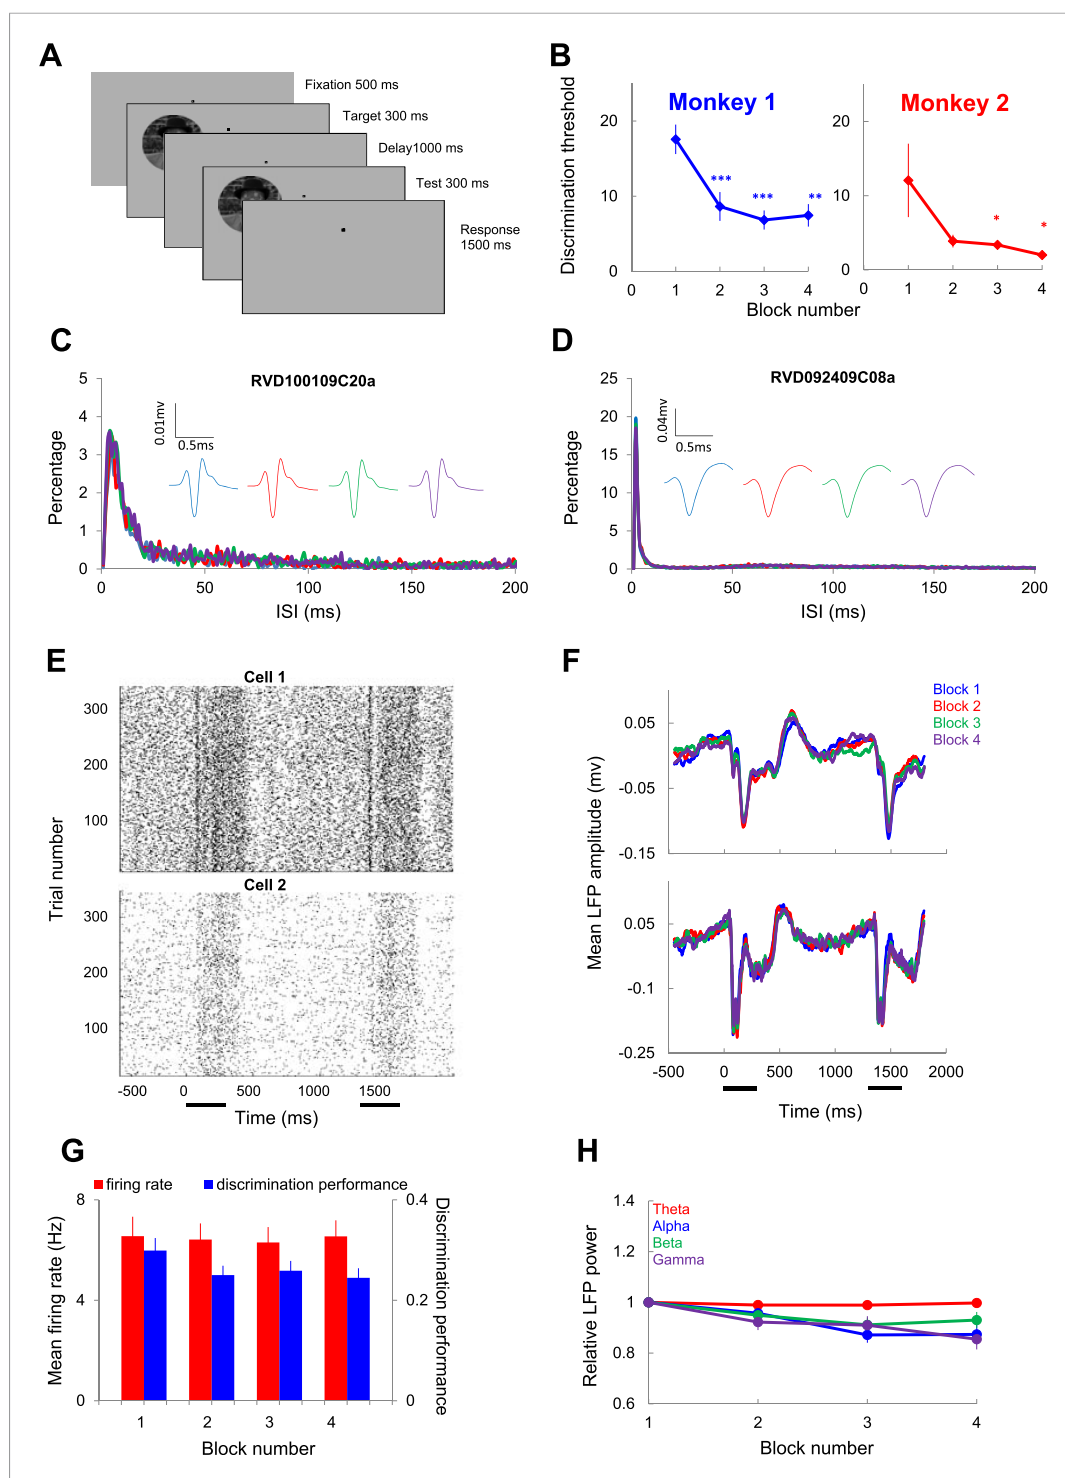 A
Fixation 500 ms
Target 300 ms
Delay1000 ms
Test 300 ms
Response
1500 ms
B
Discrimination threshold
Monkey 1
Monkey 2
20
10
0
***
***
**
0 1 2 3 4
20
10
0
*
*
0 1 2 3 4
Block number
C
RVD100109C20a
Percentage
5
4
3
2
1
0
0.01mv
0.5ms
0 50 100 150 200
ISI (ms)
D
RVD092409C08a
Percentage
25
20
15
10
5
0
0.04mv
0.5ms
0 50 100 150 200
ISI (ms)
E
Cell 1
300
200
100
Trial number
Cell 2
300
200
100
-500 0 500 1000 1500
Time (ms)
F
Block 1
Block 2
Block 3
Block 4
Mean LFP amplitude (mv)
0.05
-0.05
-0.15
0.05
-0.1
-0.25
-500 0 500 1000 1500 2000
Time (ms)
G
firing rate
discrimination performance
Mean firing rate (Hz)
8
4
0
0.4
0.2
0
Discrimination performance
1 2 3 4
Block number
H
Relative LFP power
1.4
1.2
1
0.8
0.6
Theta
Alpha
Beta
Gamma
1 2 3 4
Block number